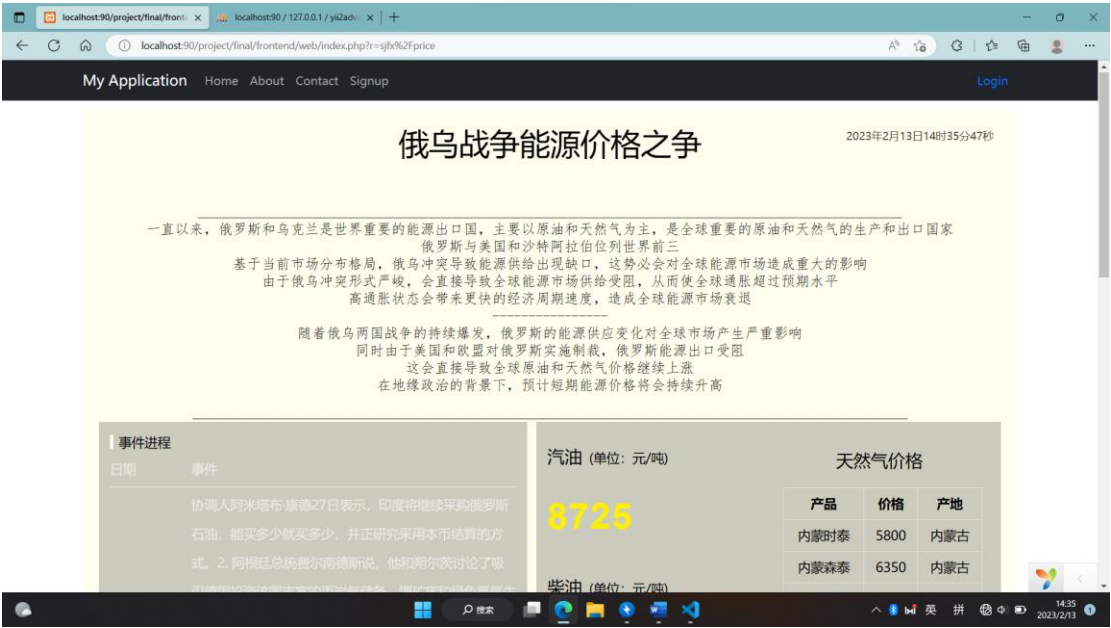 localhost:90/project/final/fronte
localhost:90 / 127.0.0.1 / yii2adva
localhost:90/project/final/frontend/web/index.php?r=sjfx%2Fprice
My Application Home About Contact Signup Login
俄乌战争能源价格之争
2023年2月13日14时35分47秒
一直以来，俄罗斯和乌克兰是世界重要的能源出口国，主要以原油和天然气为主，是全球重要的原油和天然气的生产和出口国家
俄罗斯与美国和沙特阿拉伯位列世界前三
基于当前市场分布格局，俄乌冲突导致能源供给出现缺口，这势必会对全球能源市场造成重大的影响
由于俄乌冲突形式严峻，会直接导致全球能源市场供给受阻，从而使全球通胀超过预期水平
高通胀状态会带来更快的经济周期速度，造成全球能源市场衰退
----------------
随着俄乌两国战争的持续爆发，俄罗斯的能源供应变化对全球市场产生严重影响
同时由于美国和欧盟对俄罗斯实施制裁，俄罗斯能源出口受阻
这会直接导致全球原油和天然气价格继续上涨
在地缘政治的背景下，预计短期能源价格将会持续升高
事件进程
日期 事件
协调人阿米塔布 康德27日表示，印度将继续采购俄罗斯
石油，能买多少就买多少，并正研究采用本币结算的方
式。2. 阿根廷总统费尔南德斯说，他和朔尔茨讨论了吸
汽油 (单位：元/吨)
8725
柴油 (单位：元/吨)
天然气价格
产品 价格 产地
内蒙时泰 5800 内蒙古
内蒙森泰 6350 内蒙古
搜索
英 拼
14:35
2023/2/13
1